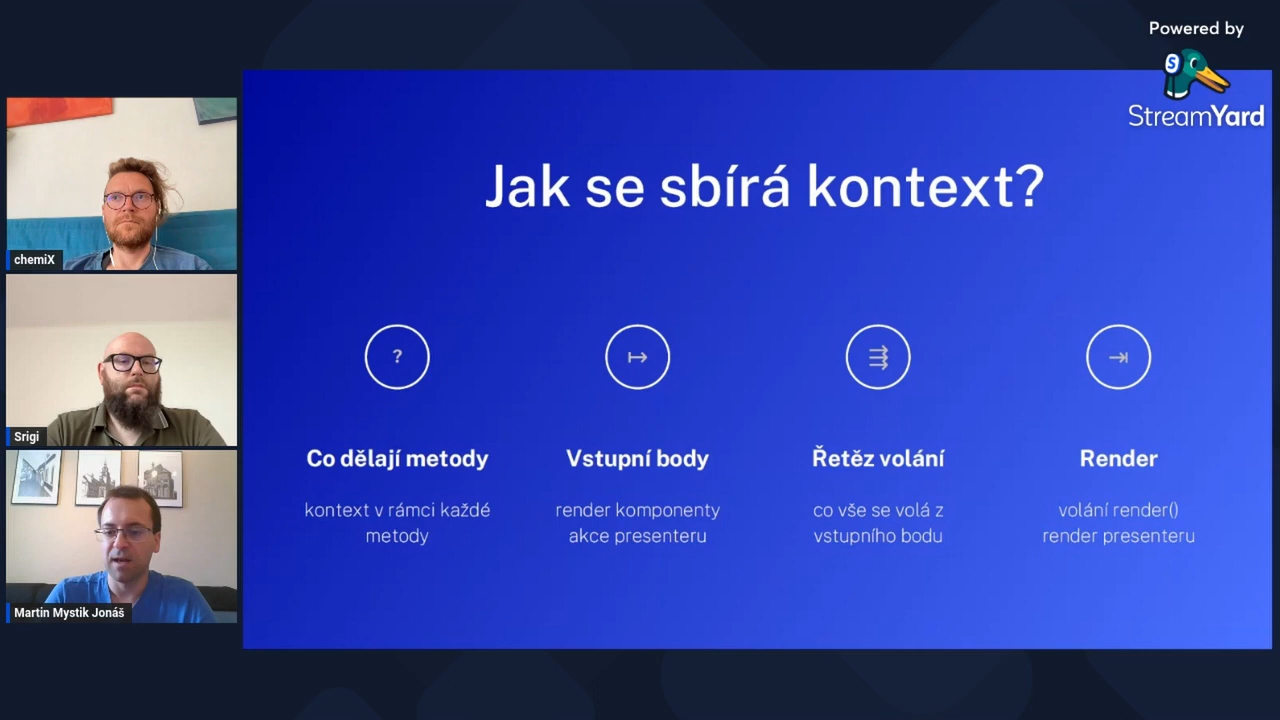 Powered by
StreamYard
chemiX
Srigi
Martin Mystik Jonáš
Jak se sbírá kontext?
?
Co dělají metody
kontext v rámci každé
metody
Vstupní body
render komponenty
akce presenteru
Řetěz volání
co vše se volá z
vstupního bodu
Render
volání render()
render presenteru